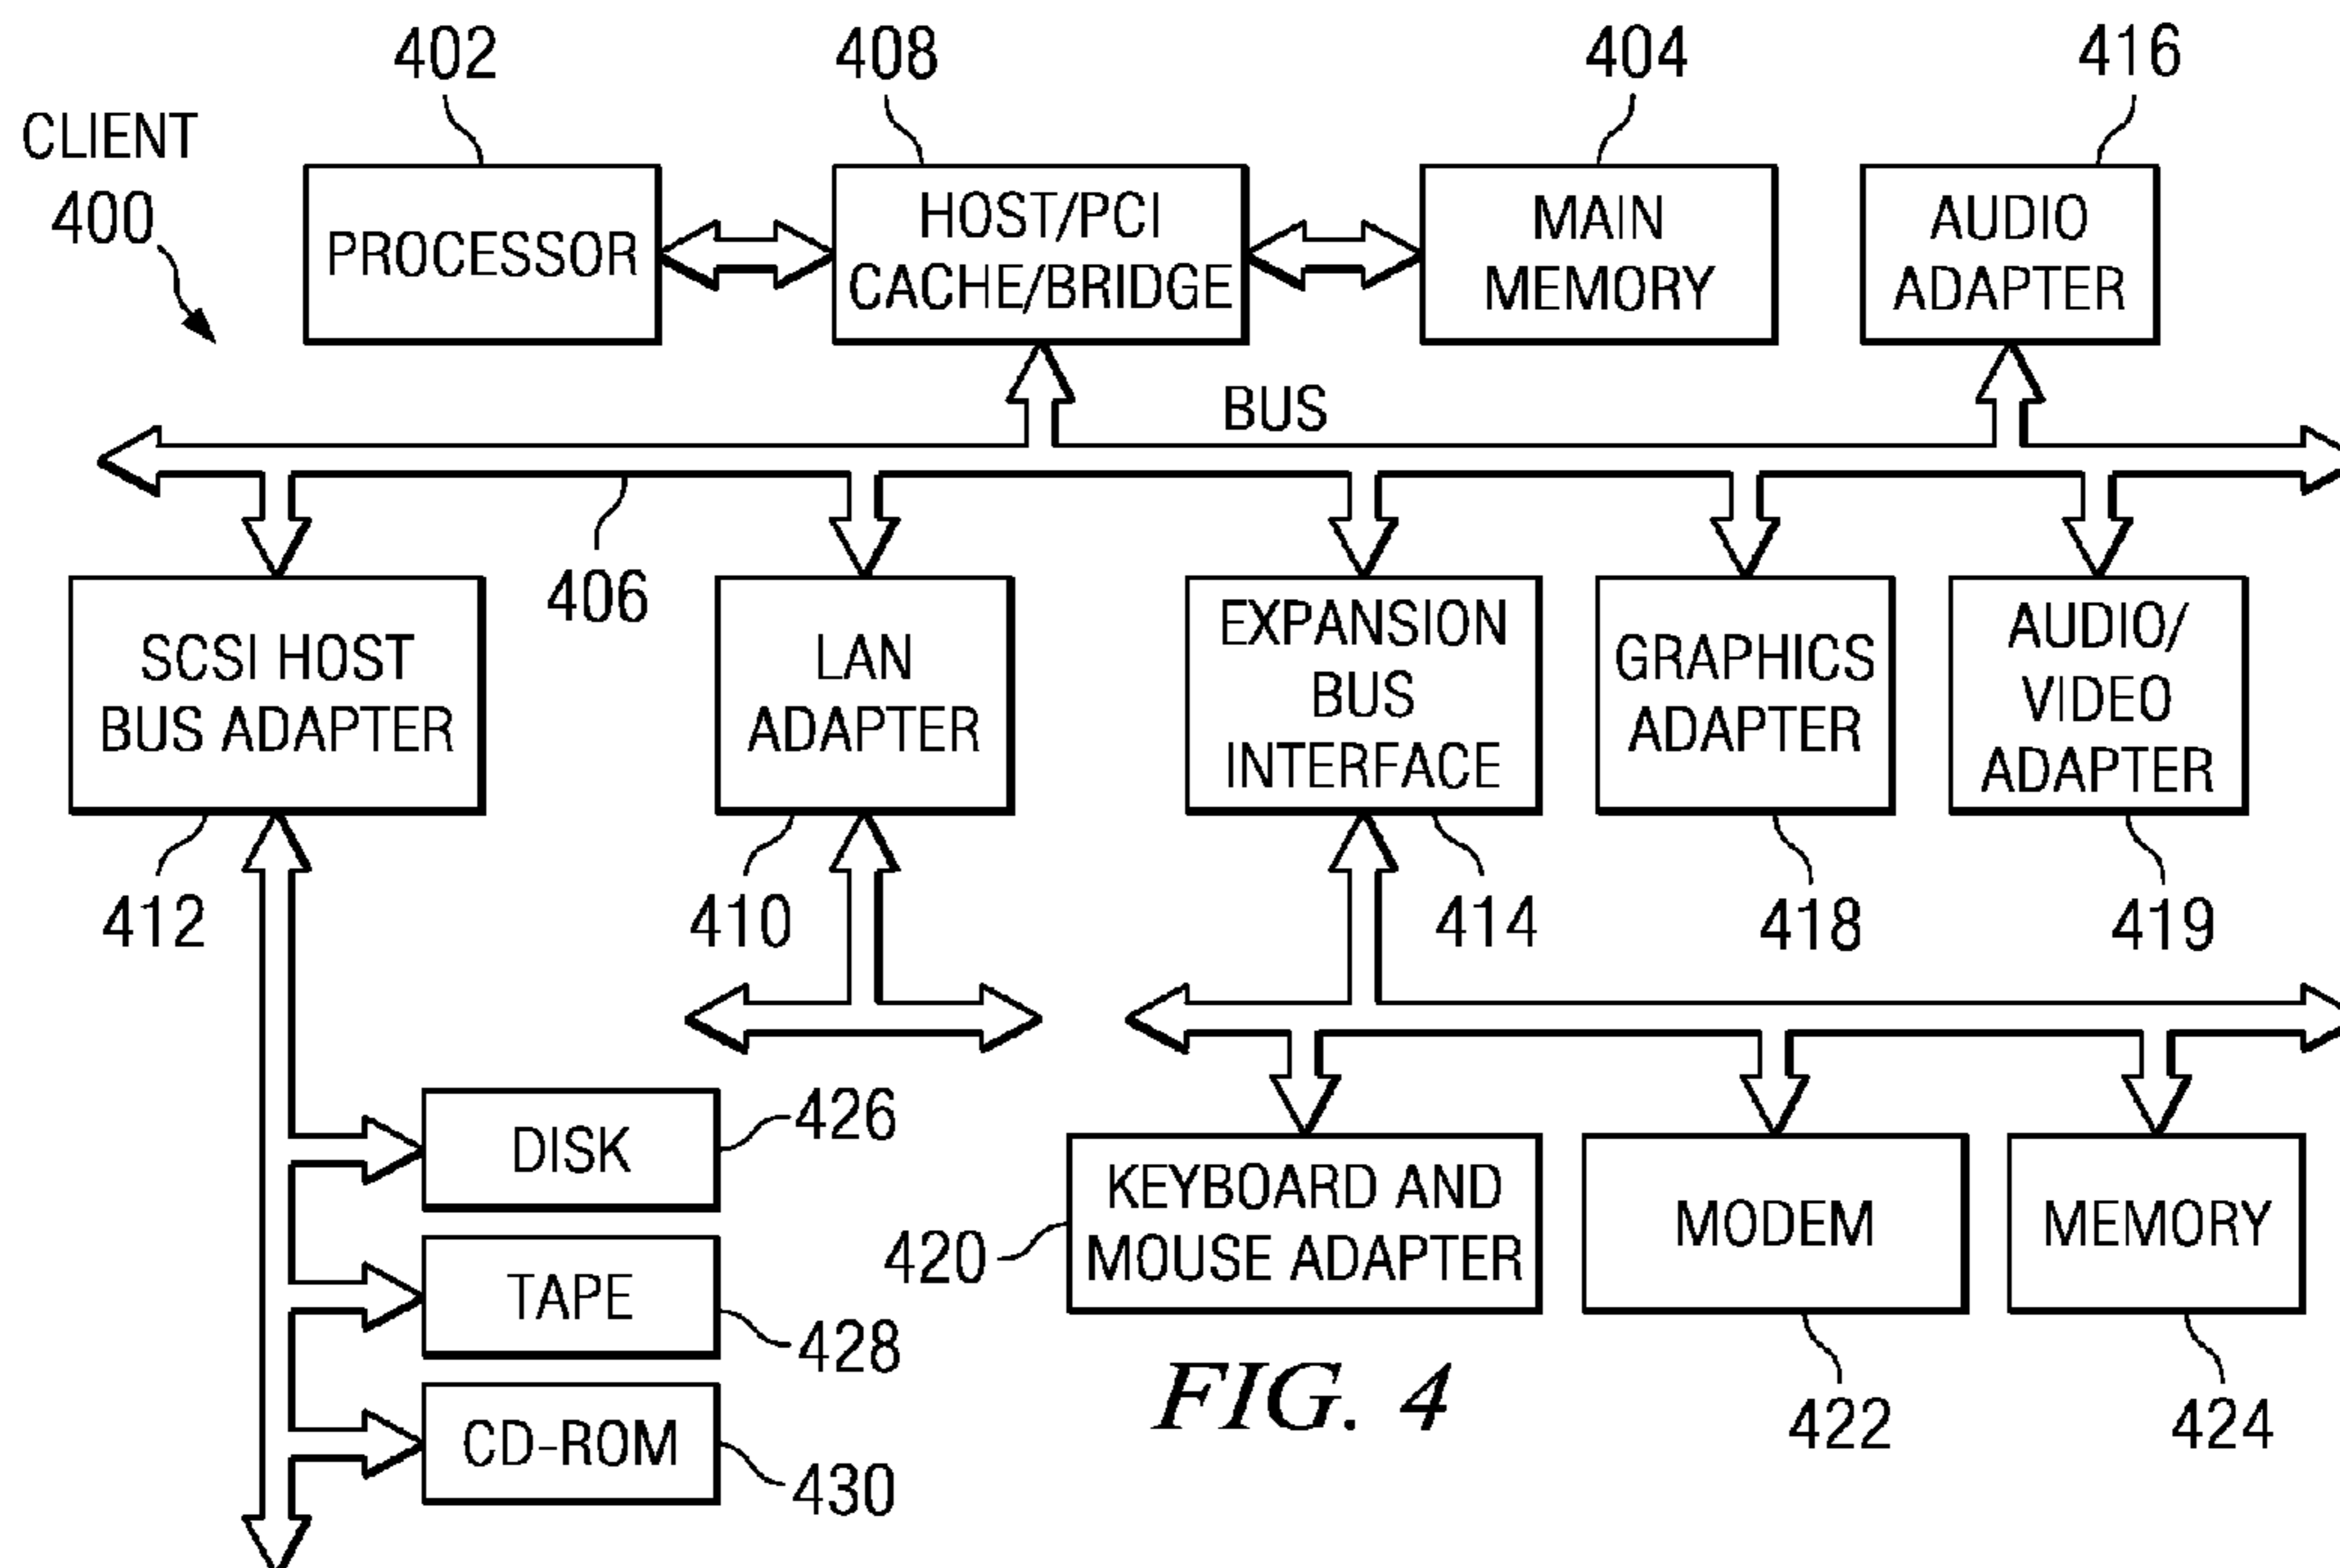 402
408
404
416
CLIENT
400
PROCESSOR
HOST/PCI
CACHE/BRIDGE
MAIN
MEMORY
AUDIO
ADAPTER
BUS
406
SCSI HOST
BUS ADAPTER
LAN
ADAPTER
EXPANSION
BUS
INTERFACE
GRAPHICS
ADAPTER
AUDIO/
VIDEO
ADAPTER
412
410
414
418
419
DISK
426
TAPE
428
CD-ROM
430
420
KEYBOARD AND
MOUSE ADAPTER
MODEM
MEMORY
422
424
FIG. 4